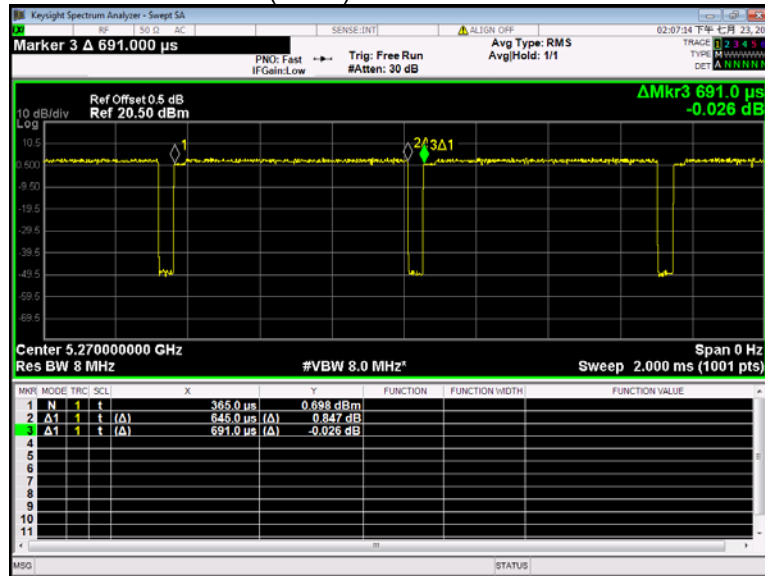 Keysight Spectrum Analyzer - Swept SA
RF 50 Ω AC SENSE:INT ALIGN OFF 02:07:14 下午 七月 23, 20
Marker 3 Δ 691.000 µs
PNO: Fast
IFGain:Low
Trig: Free Run
#Atten: 30 dB
Avg Type: RMS
Avg|Hold: 1/1
TRACE 1 2 3 4 5
TYPE
DET A N N N N
ΔMkr3 691.0 µs
-0.026 dB
Ref Offset 0.5 dB
10 dB/div Ref 20.50 dBm
Log
10.5
0.500
-9.50
-19.5
-29.5
-39.5
-49.5
-59.5
-69.5
1
2Δ1 3Δ1
Center 5.270000000 GHz Span 0 Hz
Res BW 8 MHz #VBW 8.0 MHz* Sweep 2.000 ms (1001 pts)
MKR MODE TRC SCL X Y FUNCTION FUNCTION WIDTH FUNCTION VALUE
1 N 1 t 365.0 µs 0.698 dBm
2 Δ1 1 t (Δ) 645.0 µs (Δ) 0.847 dB
3 Δ1 1 t (Δ) 691.0 µs (Δ) -0.026 dB
4
5
6
7
8
9
10
11
MSG STATUS